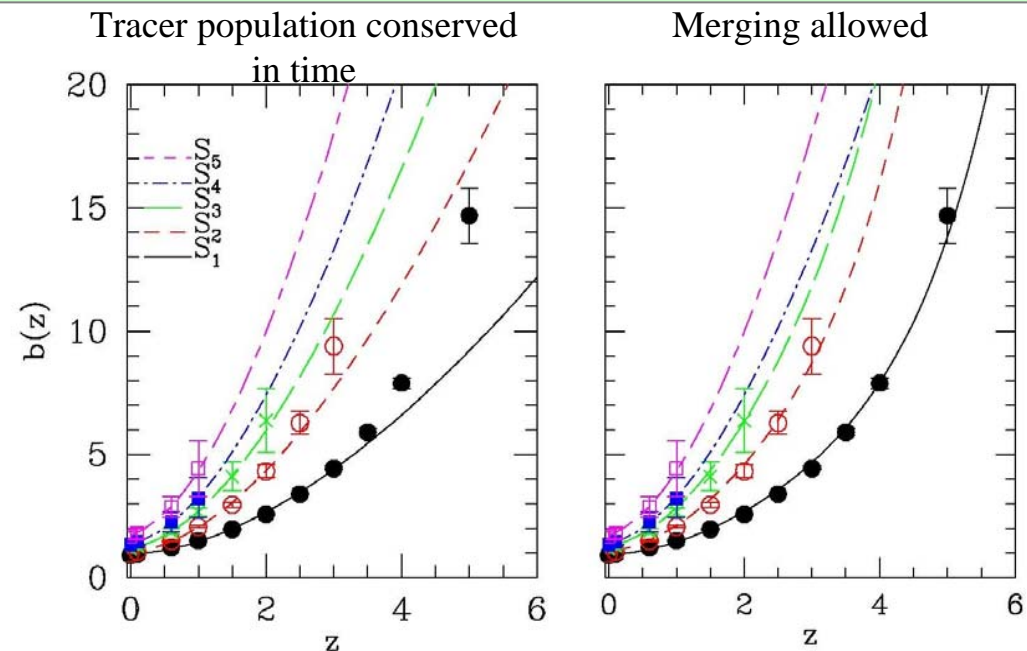 Tracer population conserved
in time
Merging allowed
20
15
10
5
0
b(z)
S5
S4
S3
S2
S1
0
2
4
6
z
0
2
4
6
z